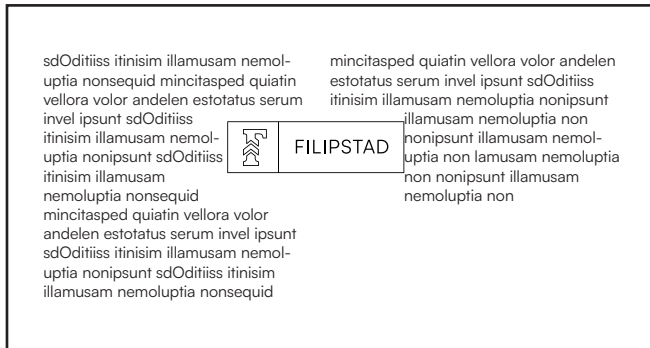 sdOditiiss itinisim illamusam nemol-
uptia nonsequid mincitasped quiatin
vellora volor andelen estotatus serum
invel ipsunt sdOditiiss
itinisim illamusam nemol-
uptia nonipsunt sdOditiiss
itinisim illamusam
nemoluptia nonsequid
mincitasped quiatin vellora volor
andelen estotatus serum invel ipsunt
sdOditiiss itinisim illamusam nemol-
uptia nonipsunt sdOditiiss itinisim
illamusam nemoluptia nonsequid
FILIPSTAD
mincitasped quiatin vellora volor andelen
estotatus serum invel ipsunt sdOditiiss
itinisim illamusam nemoluptia nonipsunt
illamusam nemoluptia non
nonipsunt illamusam nemol-
uptia non lamusam nemoluptia
non nonipsunt illamusam
nemoluptia non